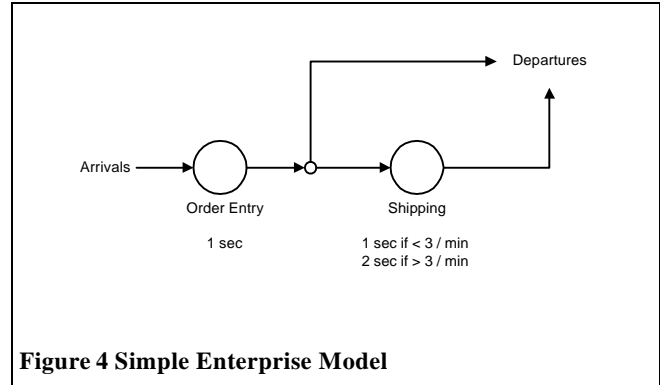 Departures
Arrivals
Order Entry
Shipping
1 sec
1 sec if < 3 / min
2 sec if > 3 / min
Figure 4 Simple Enterprise Model